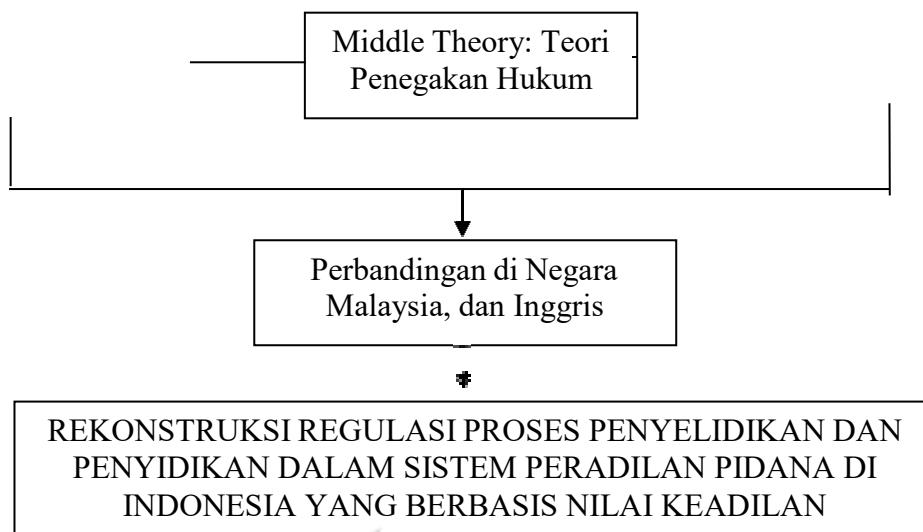 Middle Theory: Teori
Penegakan Hukum
Perbandingan di Negara
Malaysia, dan Inggris
REKONSTRUKSI REGULASI PROSES PENYELIDIKAN DAN
PENYIDIKAN DALAM SISTEM PERADILAN PIDANA DI
INDONESIA YANG BERBASIS NILAI KEADILAN